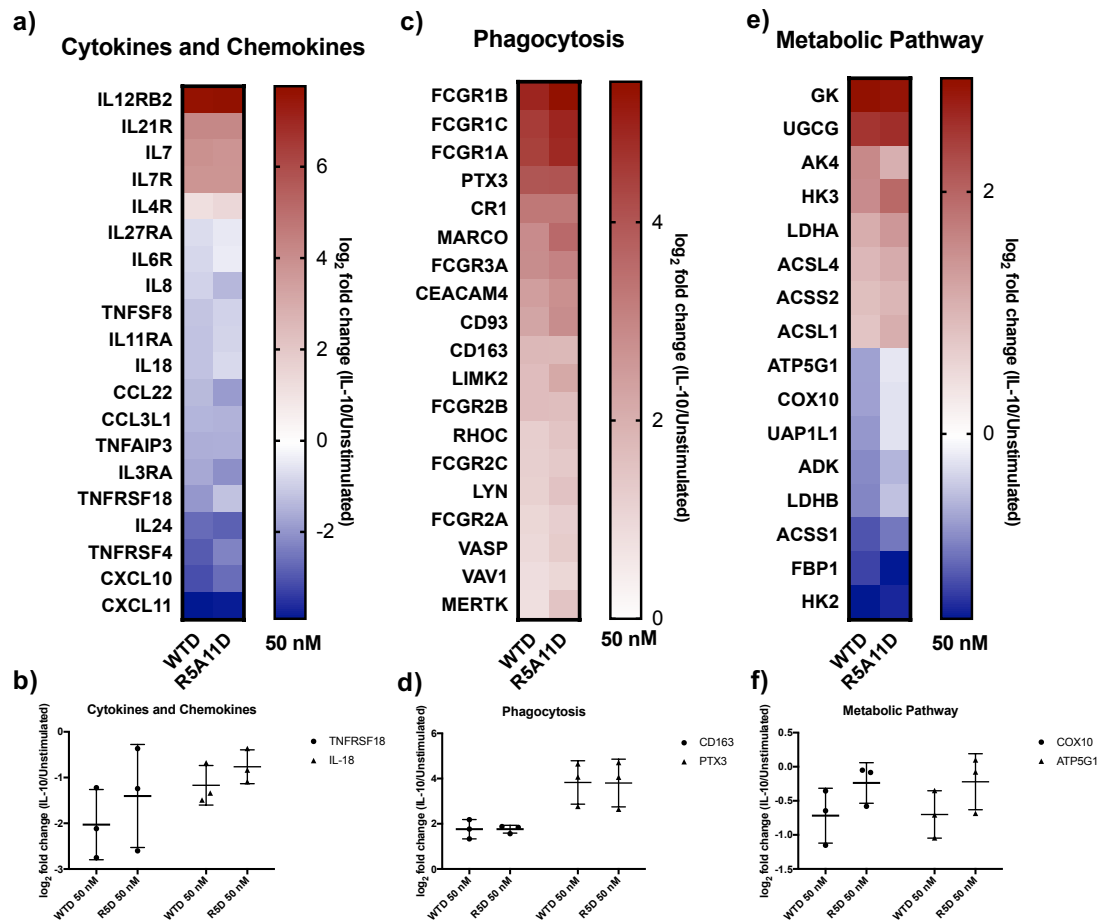 a)
Cytokines and Chemokines
IL12RB2
IL21R
IL7
IL7R
IL4R
IL27RA
IL6R
IL8
TNFSF8
IL11RA
IL18
CCL22
CCL3L1
TNFAIP3
IL3RA
TNFRSF18
IL24
TNFRSF4
CXCL10
CXCL11
WTD
R5A11D
6
4
2
0
-2
50 nM
log2 fold change (IL-10/Unstimulated)
c)
Phagocytosis
FCGR1B
FCGR1C
FCGR1A
PTX3
CR1
MARCO
FCGR3A
CEACAM4
CD93
CD163
LIMK2
FCGR2B
RHOC
FCGR2C
LYN
FCGR2A
VASP
VAV1
MERTK
WTD
R5A11D
4
2
0
50 nM
log2 fold change (IL-10/Unstimulated)
e)
Metabolic Pathway
GK
UGCG
AK4
HK3
LDHA
ACSL4
ACSS2
ACSL1
ATP5G1
COX10
UAP1L1
ADK
LDHB
ACSS1
FBP1
HK2
WTD
R5A11D
2
0
50 nM
log2 fold change (IL-10/Unstimulated)
b)
Cytokines and Chemokines
log2 fold change (IL-10/Unstimulated)
0
-1
-2
-3
WTD 50 nM
R5D 50 nM
WTD 50 nM
R5D 50 nM
TNFRSF18
IL-18
d)
Phagocytosis
log2 fold change (IL-10/Unstimulated)
6
4
2
0
WTD 50 nM
R5D 50 nM
WTD 50 nM
R5D 50 nM
CD163
PTX3
f)
Metabolic Pathway
log2 fold change (IL-10/Unstimulated)
0.5
0.0
-0.5
-1.0
-1.5
WTD 50 nM
R5D 50 nM
WTD 50 nM
R5D 50 nM
COX10
ATP5G1